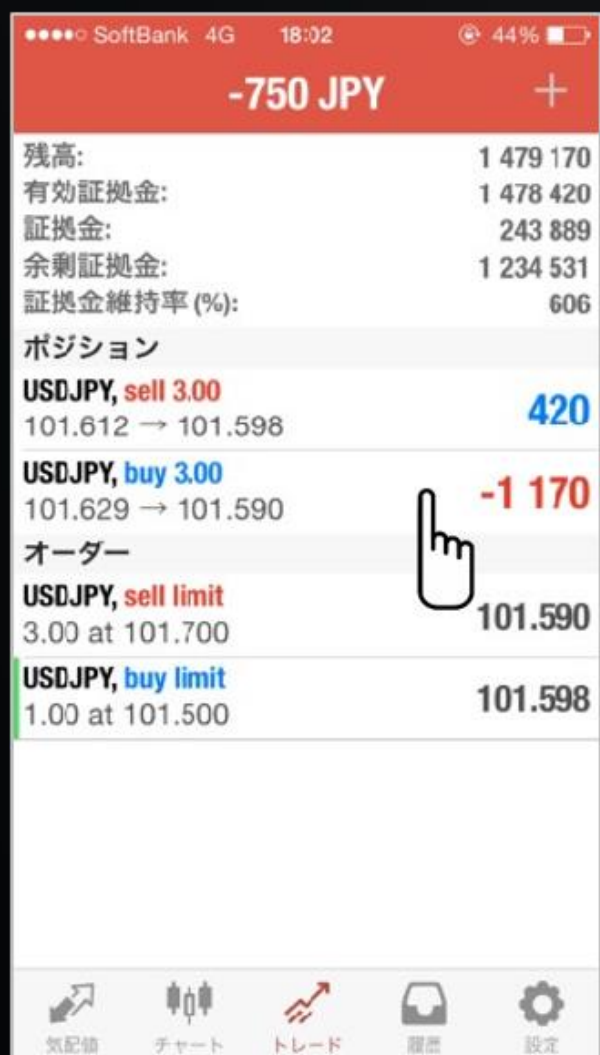 SoftBank 4G 18:02 44%
-750 JPY +
残高: 1 479 170
有効証拠金: 1 478 420
証拠金: 243 889
余剰証拠金: 1 234 531
証拠金維持率(%): 606
ポジション
USDJPY, sell 3.00
420
101.612 → 101.598
USDJPY, buy 3.00
-1 170
101.629 → 101.590
オーダー
USDJPY, sell limit
101.590
3.00 at 101.700
USDJPY, buy limit
101.598
1.00 at 101.500
気配値 チャート トレード 履歴 設定